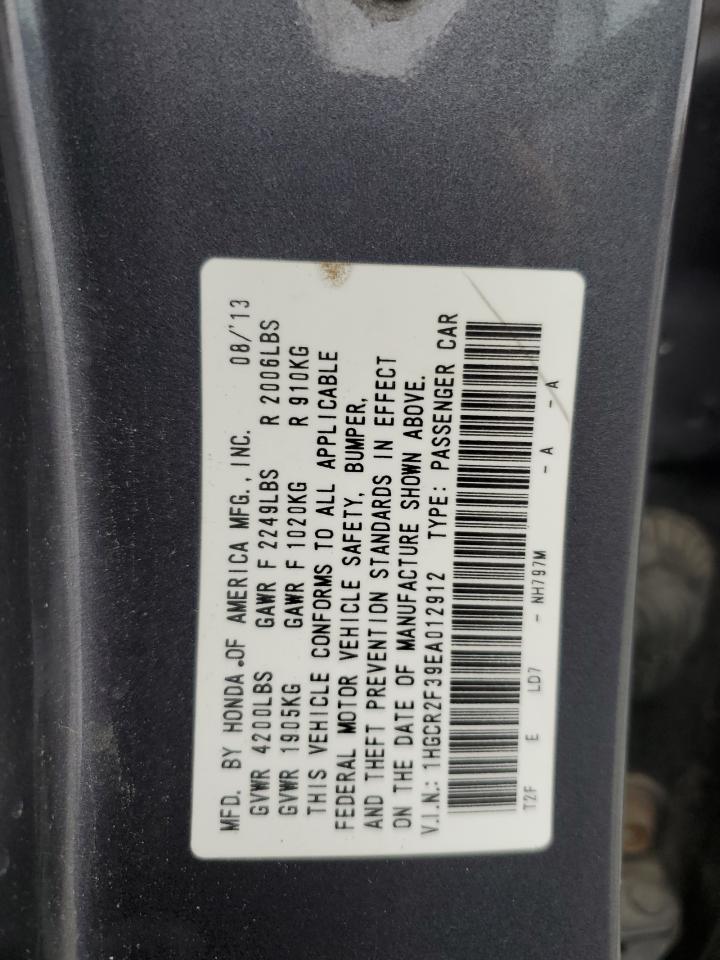 MFD. BY HONDA OF AMERICA MFG., INC. 08/'13
GVWR 4200LBS GAWR F 2249LBS R 2006LBS
GVWR 1905KG GAWR F 1020KG R 910KG
THIS VEHICLE CONFORMS TO ALL APPLICABLE
FEDERAL MOTOR VEHICLE SAFETY, BUMPER,
AND THEFT PREVENTION STANDARDS IN EFFECT
ON THE DATE OF MANUFACTURE SHOWN ABOVE.
V.I.N.: 1HGCR2F39EA012912 TYPE: PASSENGER CAR
T2F E LD7 - NH797M - A - A